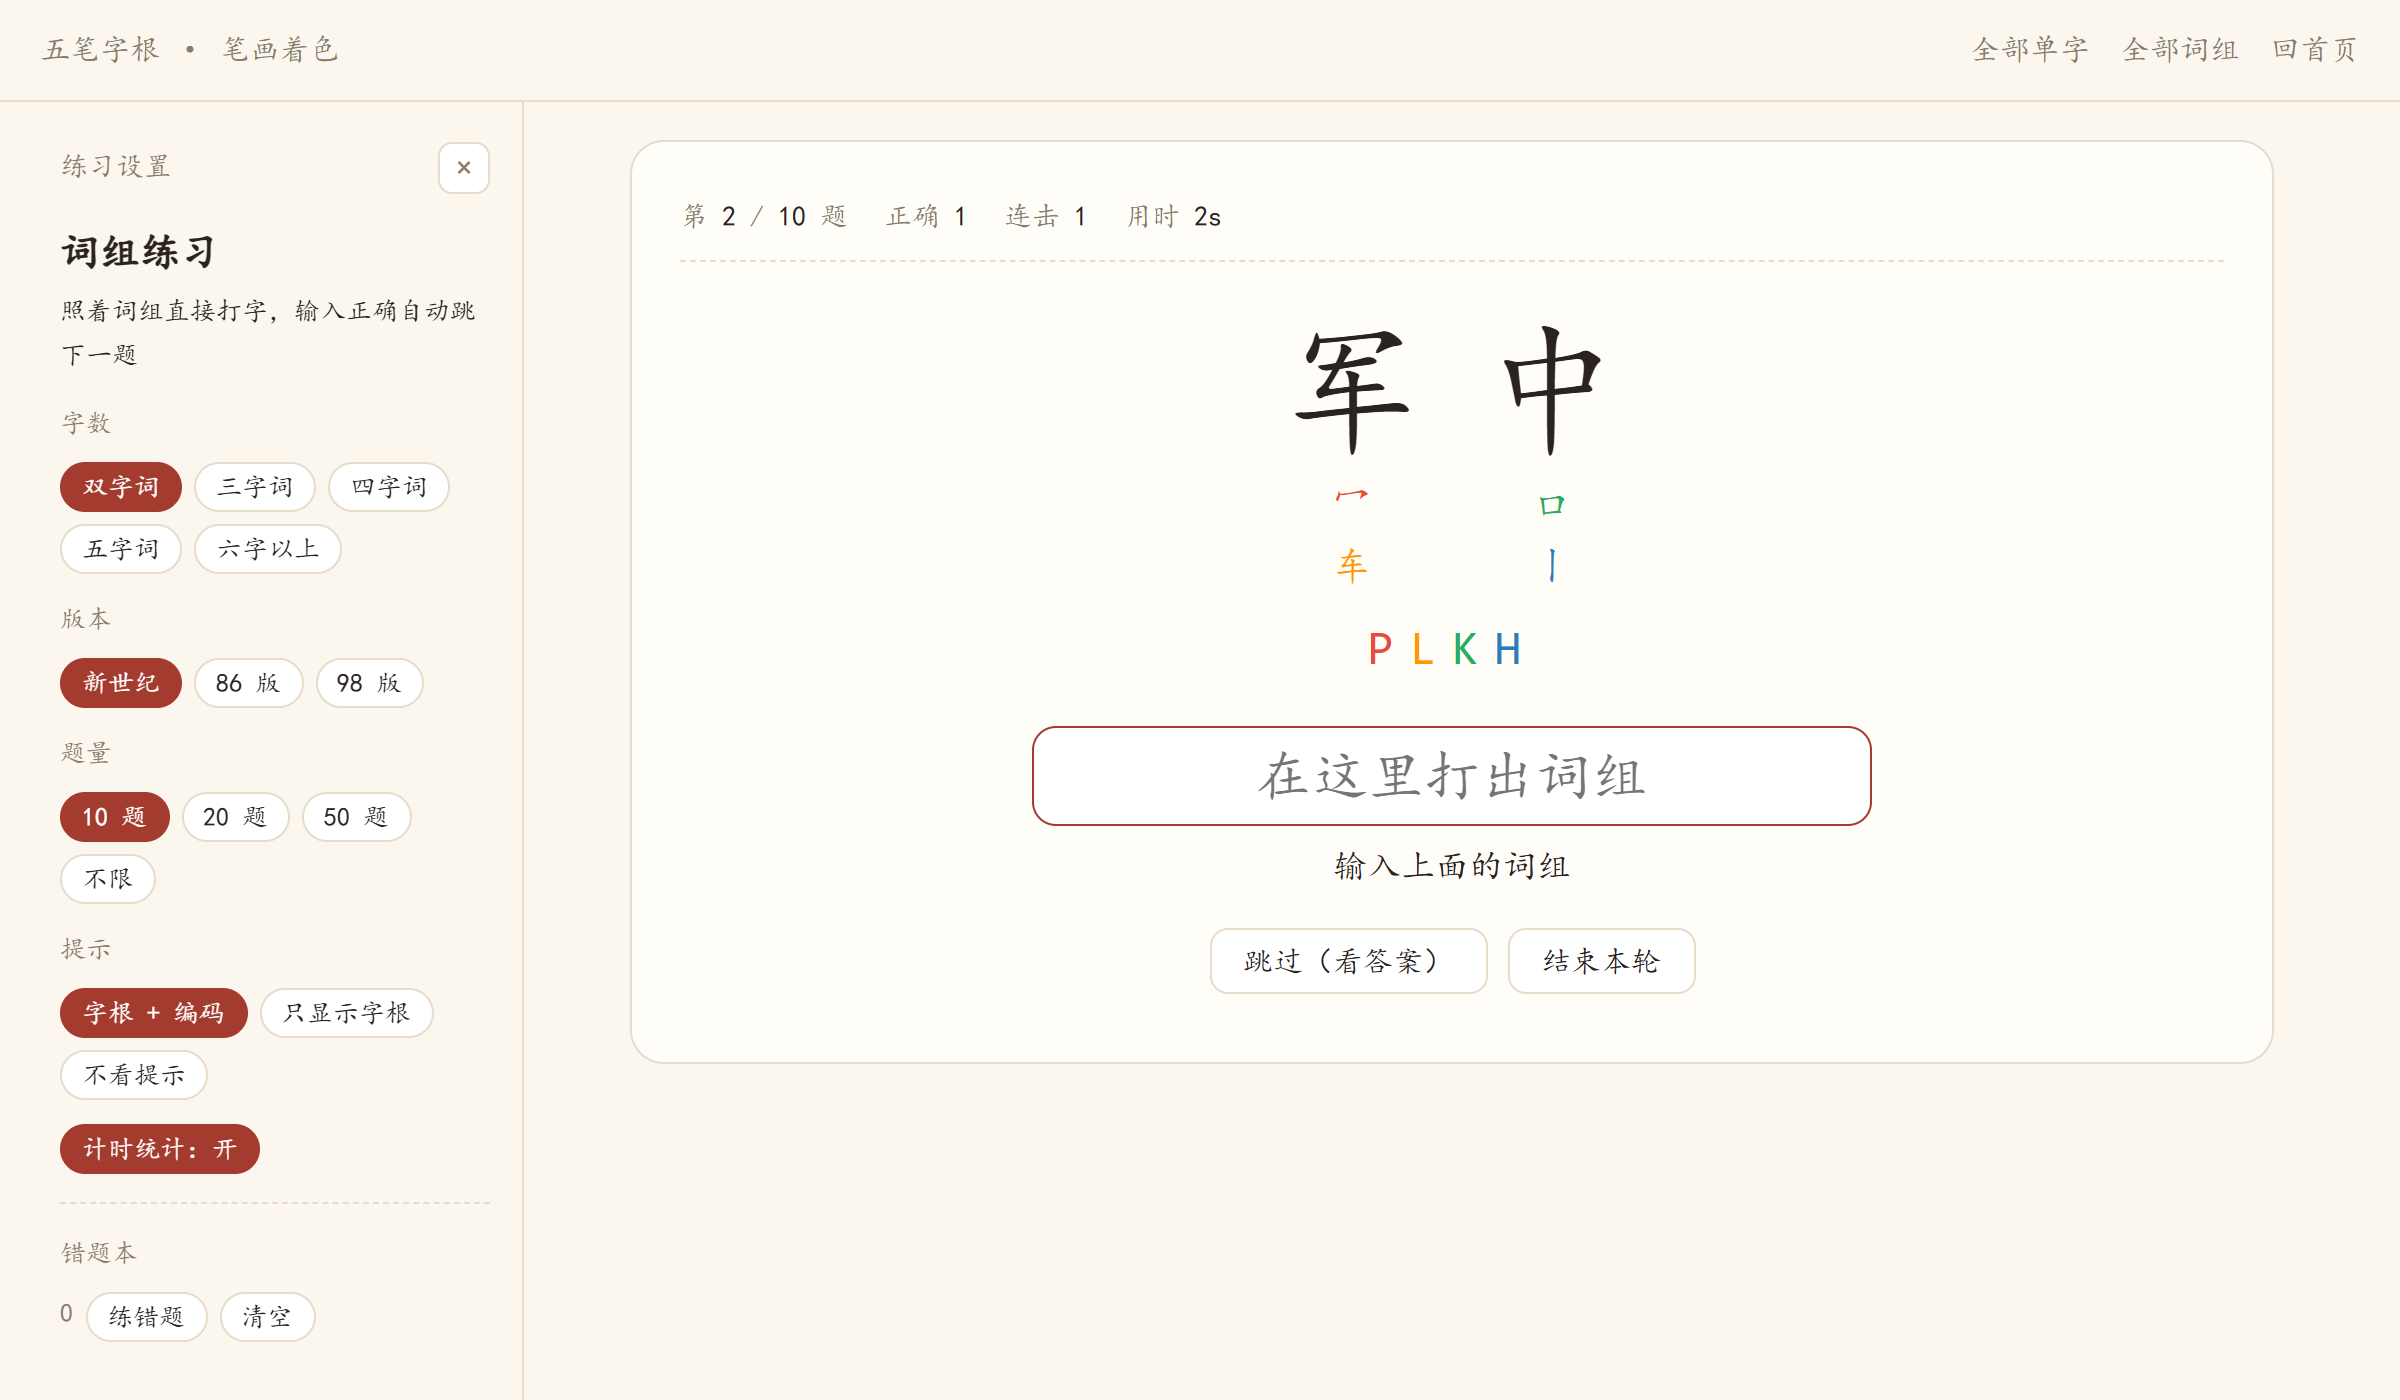 五笔字根 • 笔画着色
全部单字 全部词组 回首页
练习设置
×
词组练习
照着词组直接打字，输入正确自动跳
下一题
字数
双字词 三字词 四字词
五字词 六字以上
版本
新世纪 86 版 98 版
题量
10 题 20 题 50 题
不限
提示
字根 + 编码 只显示字根
不看提示
计时统计：开
错题本
0 练错题 清空
第 2 / 10 题 正确 1 连击 1 用时 2s
军 中
冖 口
车 丨
P L K H
在这里打出词组
输入上面的词组
跳过（看答案） 结束本轮